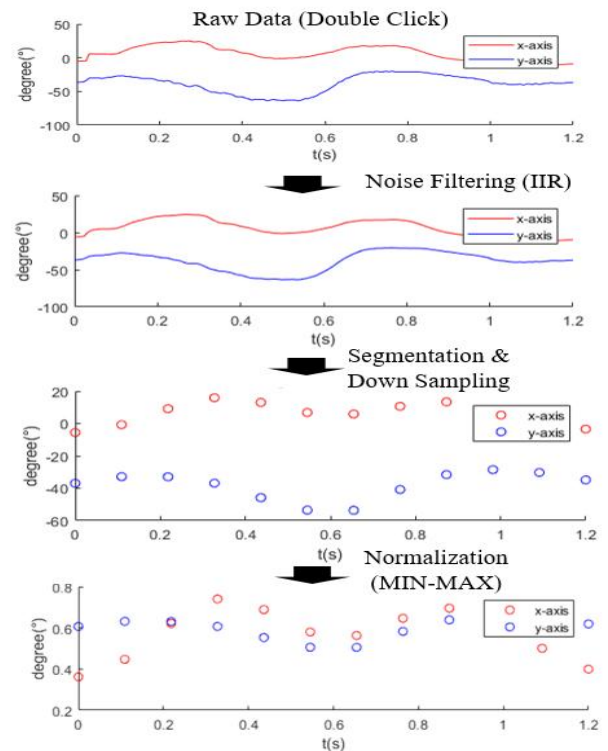 Raw Data (Double Click)
50
0
-50
-100
degree(°)
x-axis
y-axis
0 0.2 0.4 0.6 0.8 1 1.2
t(s)
Noise Filtering (IIR)
50
0
-50
-100
degree(°)
x-axis
y-axis
0 0.2 0.4 0.6 0.8 1 1.2
t(s)
Segmentation &
Down Sampling
20
0
-20
-40
-60
degree(°)
x-axis
y-axis
0 0.2 0.4 0.6 0.8 1 1.2
t(s)
Normalization
(MIN-MAX)
0.8
0.6
0.4
0.2
degree(°)
x-axis
y-axis
0 0.2 0.4 0.6 0.8 1 1.2
t(s)